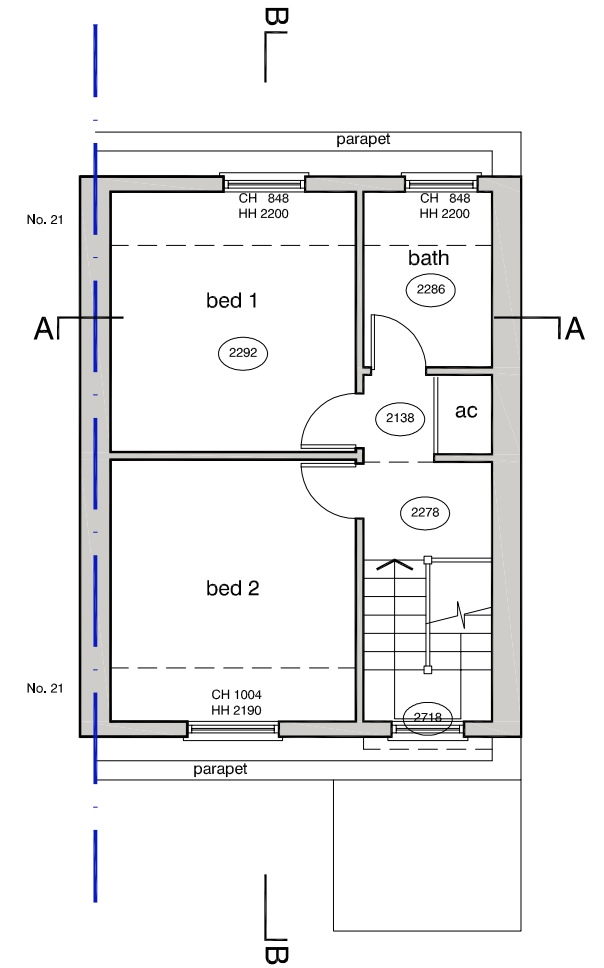 B
parapet
CH 848
HH 2200
CH 848
HH 2200
No. 21
bath
2286
bed 1
A
A
2292
ac
2138
2278
bed 2
No. 21
CH 1004
HH 2190
2718
parapet
B